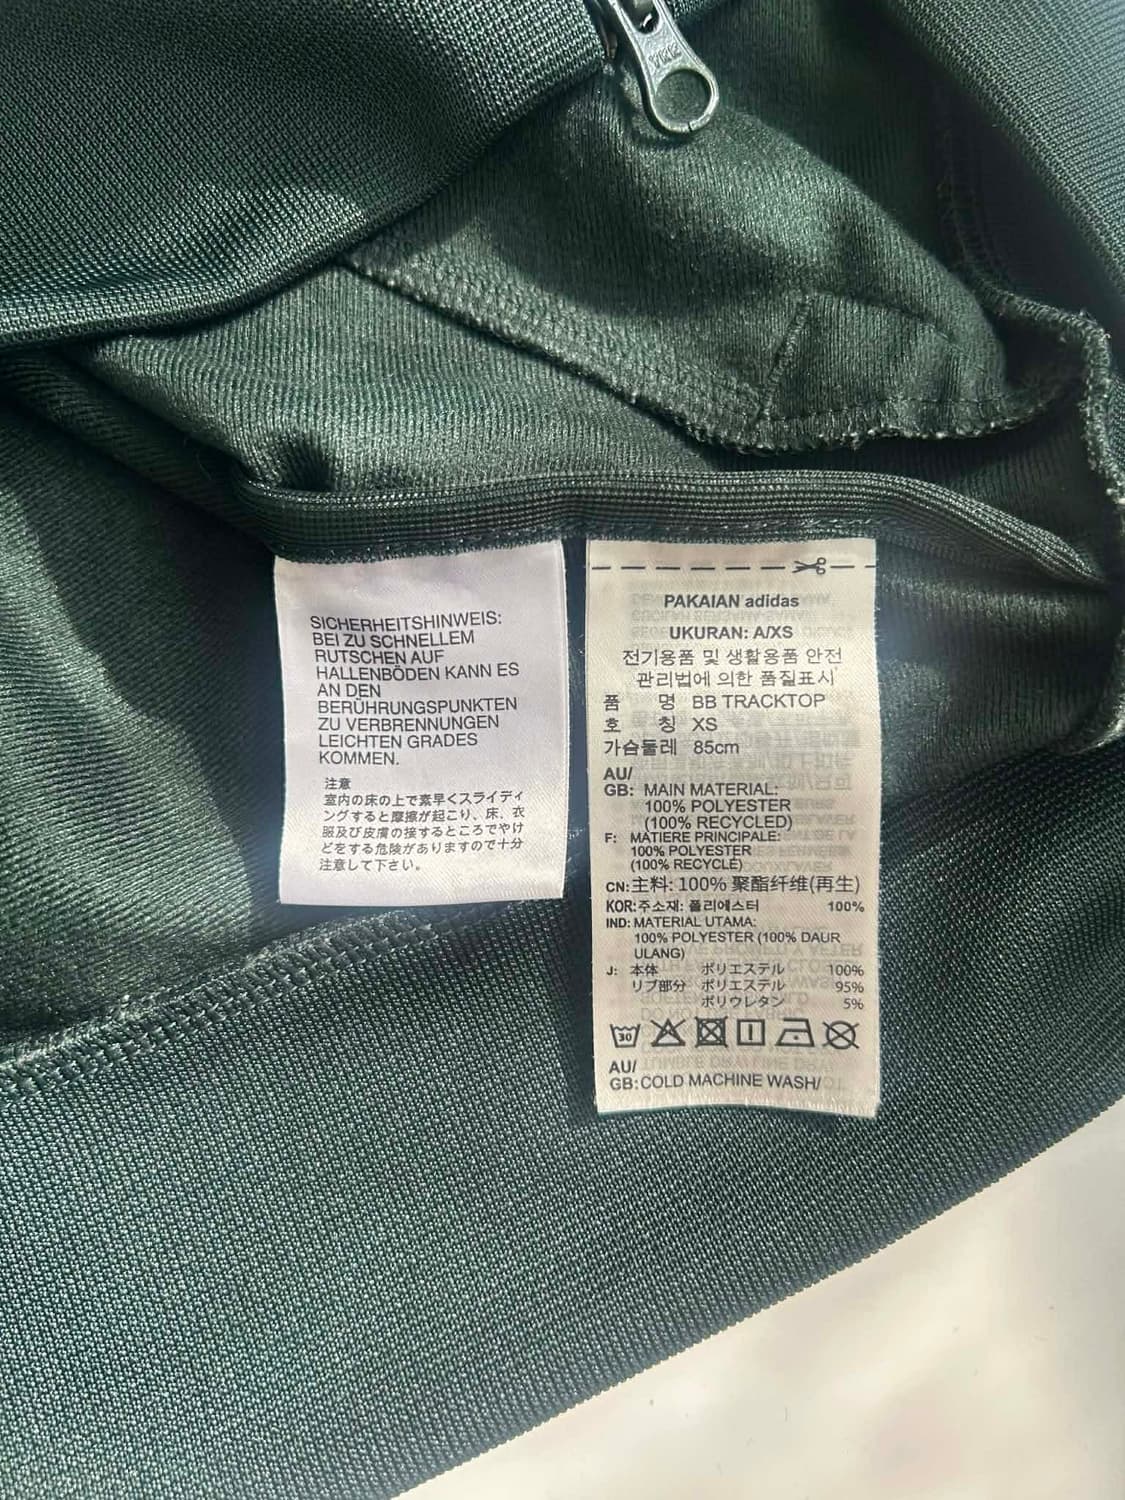 SICHERHEITSHINWEIS:
BEI ZU SCHNELLEM
RUTSCHEN AUF
HALLENBÖDEN KANN ES
AN DEN
BERÜHRUNGSPUNKTEN
ZU VERBRENNUNGEN
LEICHTEN GRADES
KOMMEN.
注意
室内の床の上で素早くスライディ
ングすると摩擦が起こり、床、衣
服及び皮膚の接するところでやけ
どをする危険がありますので十分
注意して下さい。
PAKAIAN adidas
UKURAN: A/XS
전기용품 및 생활용품 안전
관리법에 의한 품질표시
품 명 BB TRACKTOP
호 칭 XS
가슴둘레 85cm
AU/
GB: MAIN MATERIAL:
100% POLYESTER
(100% RECYCLED)
F: MATIERE PRINCIPALE:
100% POLYESTER
(100% RECYCLÉ)
CN: 主料: 100% 聚酯纤维(再生)
KOR: 주소재: 폴리에스터 100%
IND: MATERIAL UTAMA:
100% POLYESTER (100% DAUR
ULANG)
J: 本体 ポリエステル 100%
リブ部分 ポリエステル 95%
ポリウレタン 5%
30
AU/
GB: COLD MACHINE WASH/